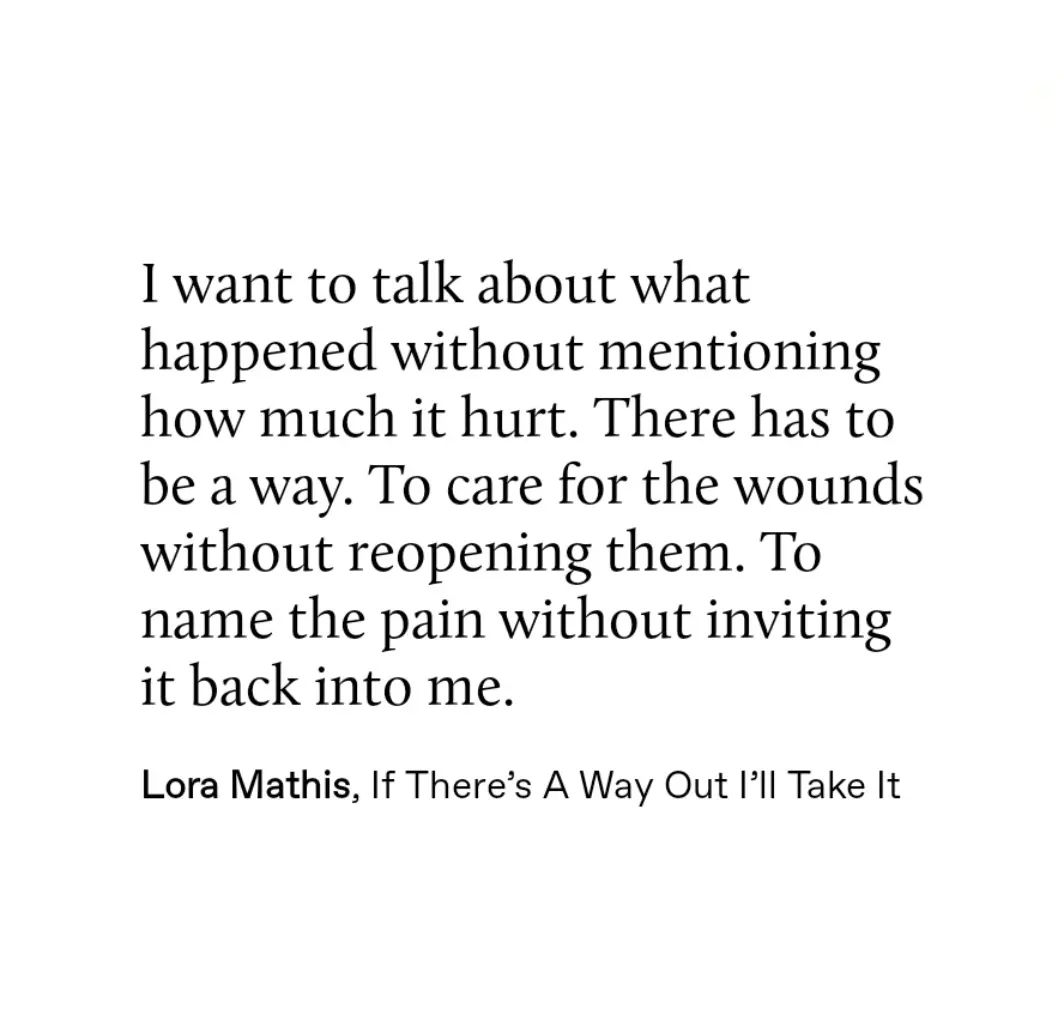 I want to talk about what
happened without mentioning
how much it hurt. There has to
be a way. To care for the wounds
without reopening them. To
name the pain without inviting
it back into me.
Lora Mathis, If There’s A Way Out I’ll Take It